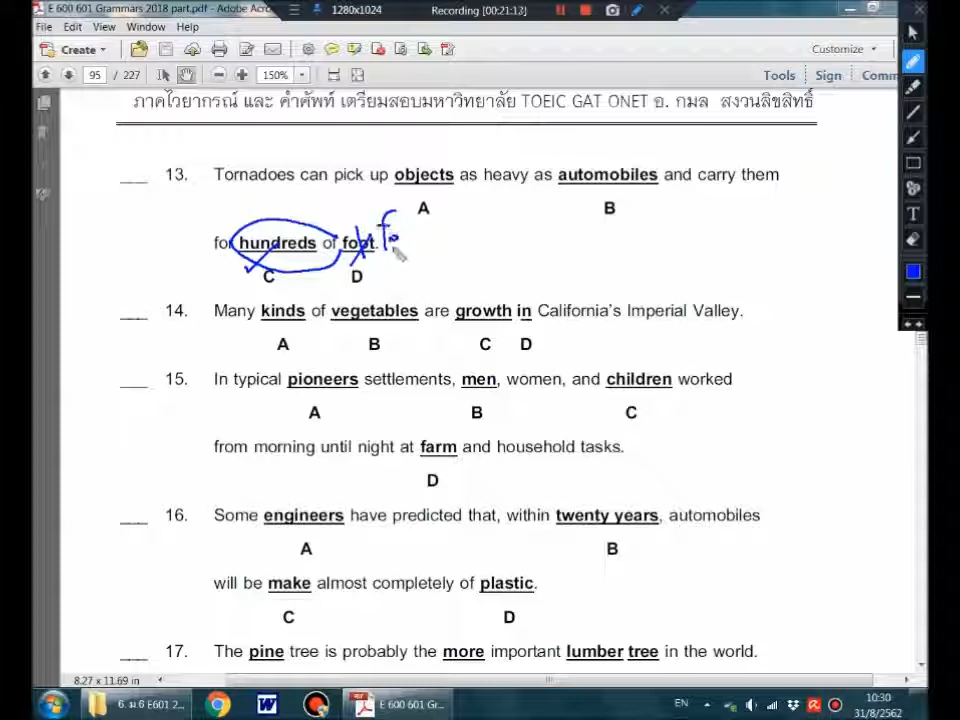 E 600 601 Grammars 2018 part.pdf - Adobe Acro
1280x1024
Recording [00:21:13]
File Edit View Window Help
Create
Customize
95 / 227
150%
Tools Sign Comm
ภาคไวยากรณ์ และ คำศัพท์ เตรียมสอบมหาวิทยาลัย TOEIC GAT ONET อ. กมล สงวนลิขสิทธิ์
___ 13. Tornadoes can pick up objects as heavy as automobiles and carry them
A B
for hundreds of foot.
C D
___ 14. Many kinds of vegetables are growth in California's Imperial Valley.
A B C D
___ 15. In typical pioneers settlements, men, women, and children worked
A B C
from morning until night at farm and household tasks.
D
___ 16. Some engineers have predicted that, within twenty years, automobiles
A B
will be make almost completely of plastic.
C D
___ 17. The pine tree is probably the more important lumber tree in the world.
8.27 x 11.69 in
6. ม.6 E601 2...
E 600 601 Gr...
EN
10:30
31/8/2562